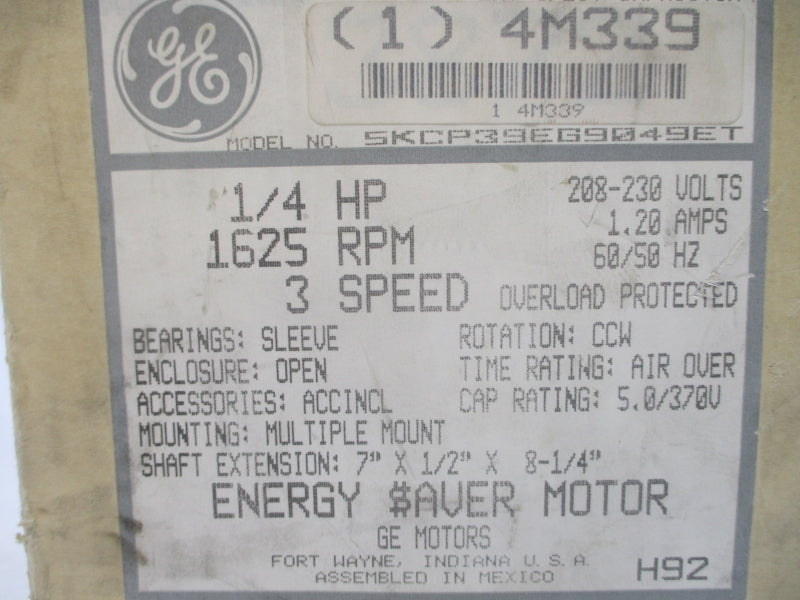 GE
(1) 4M339
1 4M339
MODEL NO. 5KCP39EG9049ET
1/4 HP
208-230 VOLTS
1.20 AMPS
1625 RPM
60/50 HZ
3 SPEED
OVERLOAD PROTECTED
BEARINGS: SLEEVE
ROTATION: CCW
ENCLOSURE: OPEN
TIME RATING: AIR OVER
ACCESSORIES: ACCINCL
CAP RATING: 5.0/370V
MOUNTING: MULTIPLE MOUNT
SHAFT EXTENSION: 7" X 1/2" X 8-1/4"
ENERGY $AVER MOTOR
GE MOTORS
FORT WAYNE, INDIANA U.S.A.
ASSEMBLED IN MEXICO
H92